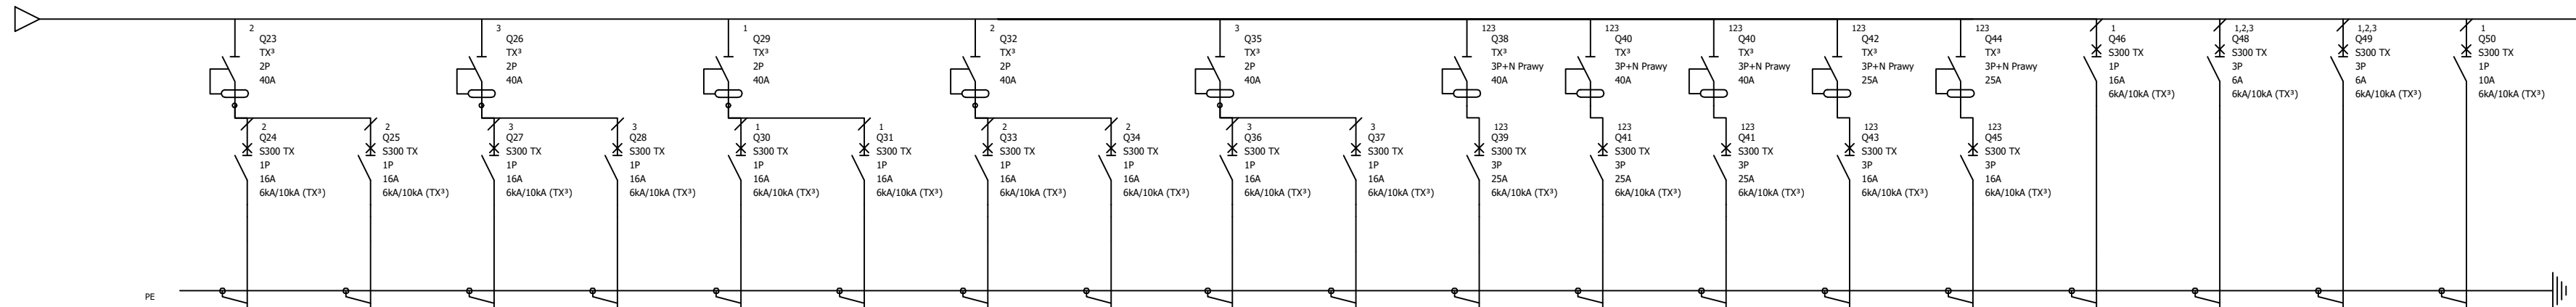 2
Q23
TX³
2P
40A
3
Q26
TX³
2P
40A
1
Q29
TX³
2P
40A
2
Q32
TX³
2P
40A
3
Q35
TX³
2P
40A
123
Q38
TX³
3P+N Prawy
40A
123
Q40
TX³
3P+N Prawy
40A
123
Q40
TX³
3P+N Prawy
40A
123
Q42
TX³
3P+N Prawy
25A
123
Q44
TX³
3P+N Prawy
25A
1
Q46
S300 TX
1P
16A
6kA/10kA (TX³)
1,2,3
Q48
S300 TX
3P
6A
6kA/10kA (TX³)
1,2,3
Q49
S300 TX
3P
6A
6kA/10kA (TX³)
1
Q50
S300 TX
1P
10A
6kA/10kA (TX³)
2
Q24
S300 TX
1P
16A
6kA/10kA (TX³)
2
Q25
S300 TX
1P
16A
6kA/10kA (TX³)
3
Q27
S300 TX
1P
16A
6kA/10kA (TX³)
3
Q28
S300 TX
1P
16A
6kA/10kA (TX³)
1
Q30
S300 TX
1P
16A
6kA/10kA (TX³)
1
Q31
S300 TX
1P
16A
6kA/10kA (TX³)
2
Q33
S300 TX
1P
16A
6kA/10kA (TX³)
2
Q34
S300 TX
1P
16A
6kA/10kA (TX³)
3
Q36
S300 TX
1P
16A
6kA/10kA (TX³)
3
Q37
S300 TX
1P
16A
6kA/10kA (TX³)
123
Q39
S300 TX
3P
25A
6kA/10kA (TX³)
123
Q41
S300 TX
3P
25A
6kA/10kA (TX³)
123
Q41
S300 TX
3P
25A
6kA/10kA (TX³)
123
Q43
S300 TX
3P
16A
6kA/10kA (TX³)
123
Q45
S300 TX
3P
16A
6kA/10kA (TX³)
PE